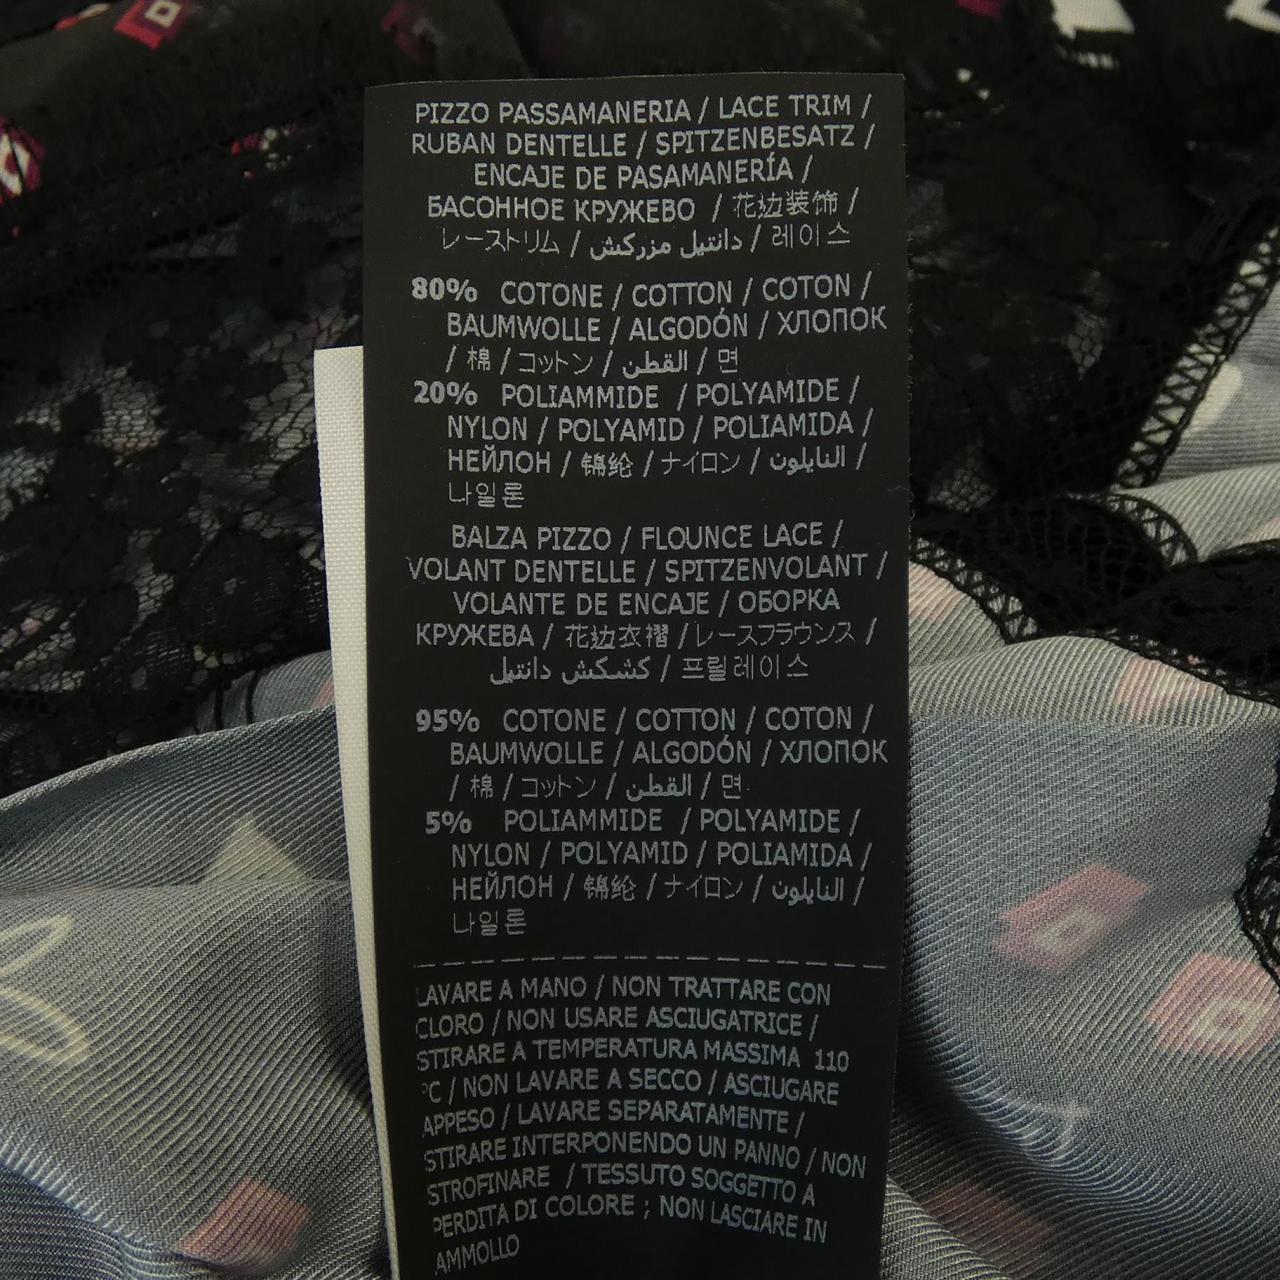 PIZZO PASSAMANERIA / LACE TRIM /
RUBAN DENTELLE / SPITZENBESATZ /
ENCAJE DE PASAMANERÍA /
БАСОННОЕ КРУЖЕВО / 花边装饰 /
レーストリム / دانتيل مزركش / 레이스
80% COTONE / COTTON / COTON /
BAUMWOLLE / ALGODÓN / ХЛОПОК
/ 棉 / コットン / القطن / 면
20% POLIAMMIDE / POLYAMIDE /
NYLON / POLYAMID / POLIAMIDA /
НЕЙЛОН / 锦纶 / ナイロン / النايلون /
나일론
BALZA PIZZO / FLOUNCE LACE /
VOLANT DENTELLE / SPITZENVOLANT /
VOLANTE DE ENCAJE / ОБОРКА
КРУЖЕВА / 花边衣褶 / レースフラウンス /
كشكش دانتيل / 프릴레이스
95% COTONE / COTTON / COTON /
BAUMWOLLE / ALGODÓN / ХЛОПОК
/ 棉 / コットン / القطن / 면
5% POLIAMMIDE / POLYAMIDE /
NYLON / POLYAMID / POLIAMIDA /
НЕЙЛОН / 锦纶 / ナイロン / النايلون /
나일론
LAVARE A MANO / NON TRATTARE CON
CLORO / NON USARE ASCIUGATRICE /
STIRARE A TEMPERATURA MASSIMA 110
°C / NON LAVARE A SECCO / ASCIUGARE
APPESO / LAVARE SEPARATAMENTE /
STIRARE INTERPONENDO UN PANNO / NON
STROFINARE / TESSUTO SOGGETTO A
PERDITA DI COLORE ; NON LASCIARE IN
AMMOLLO